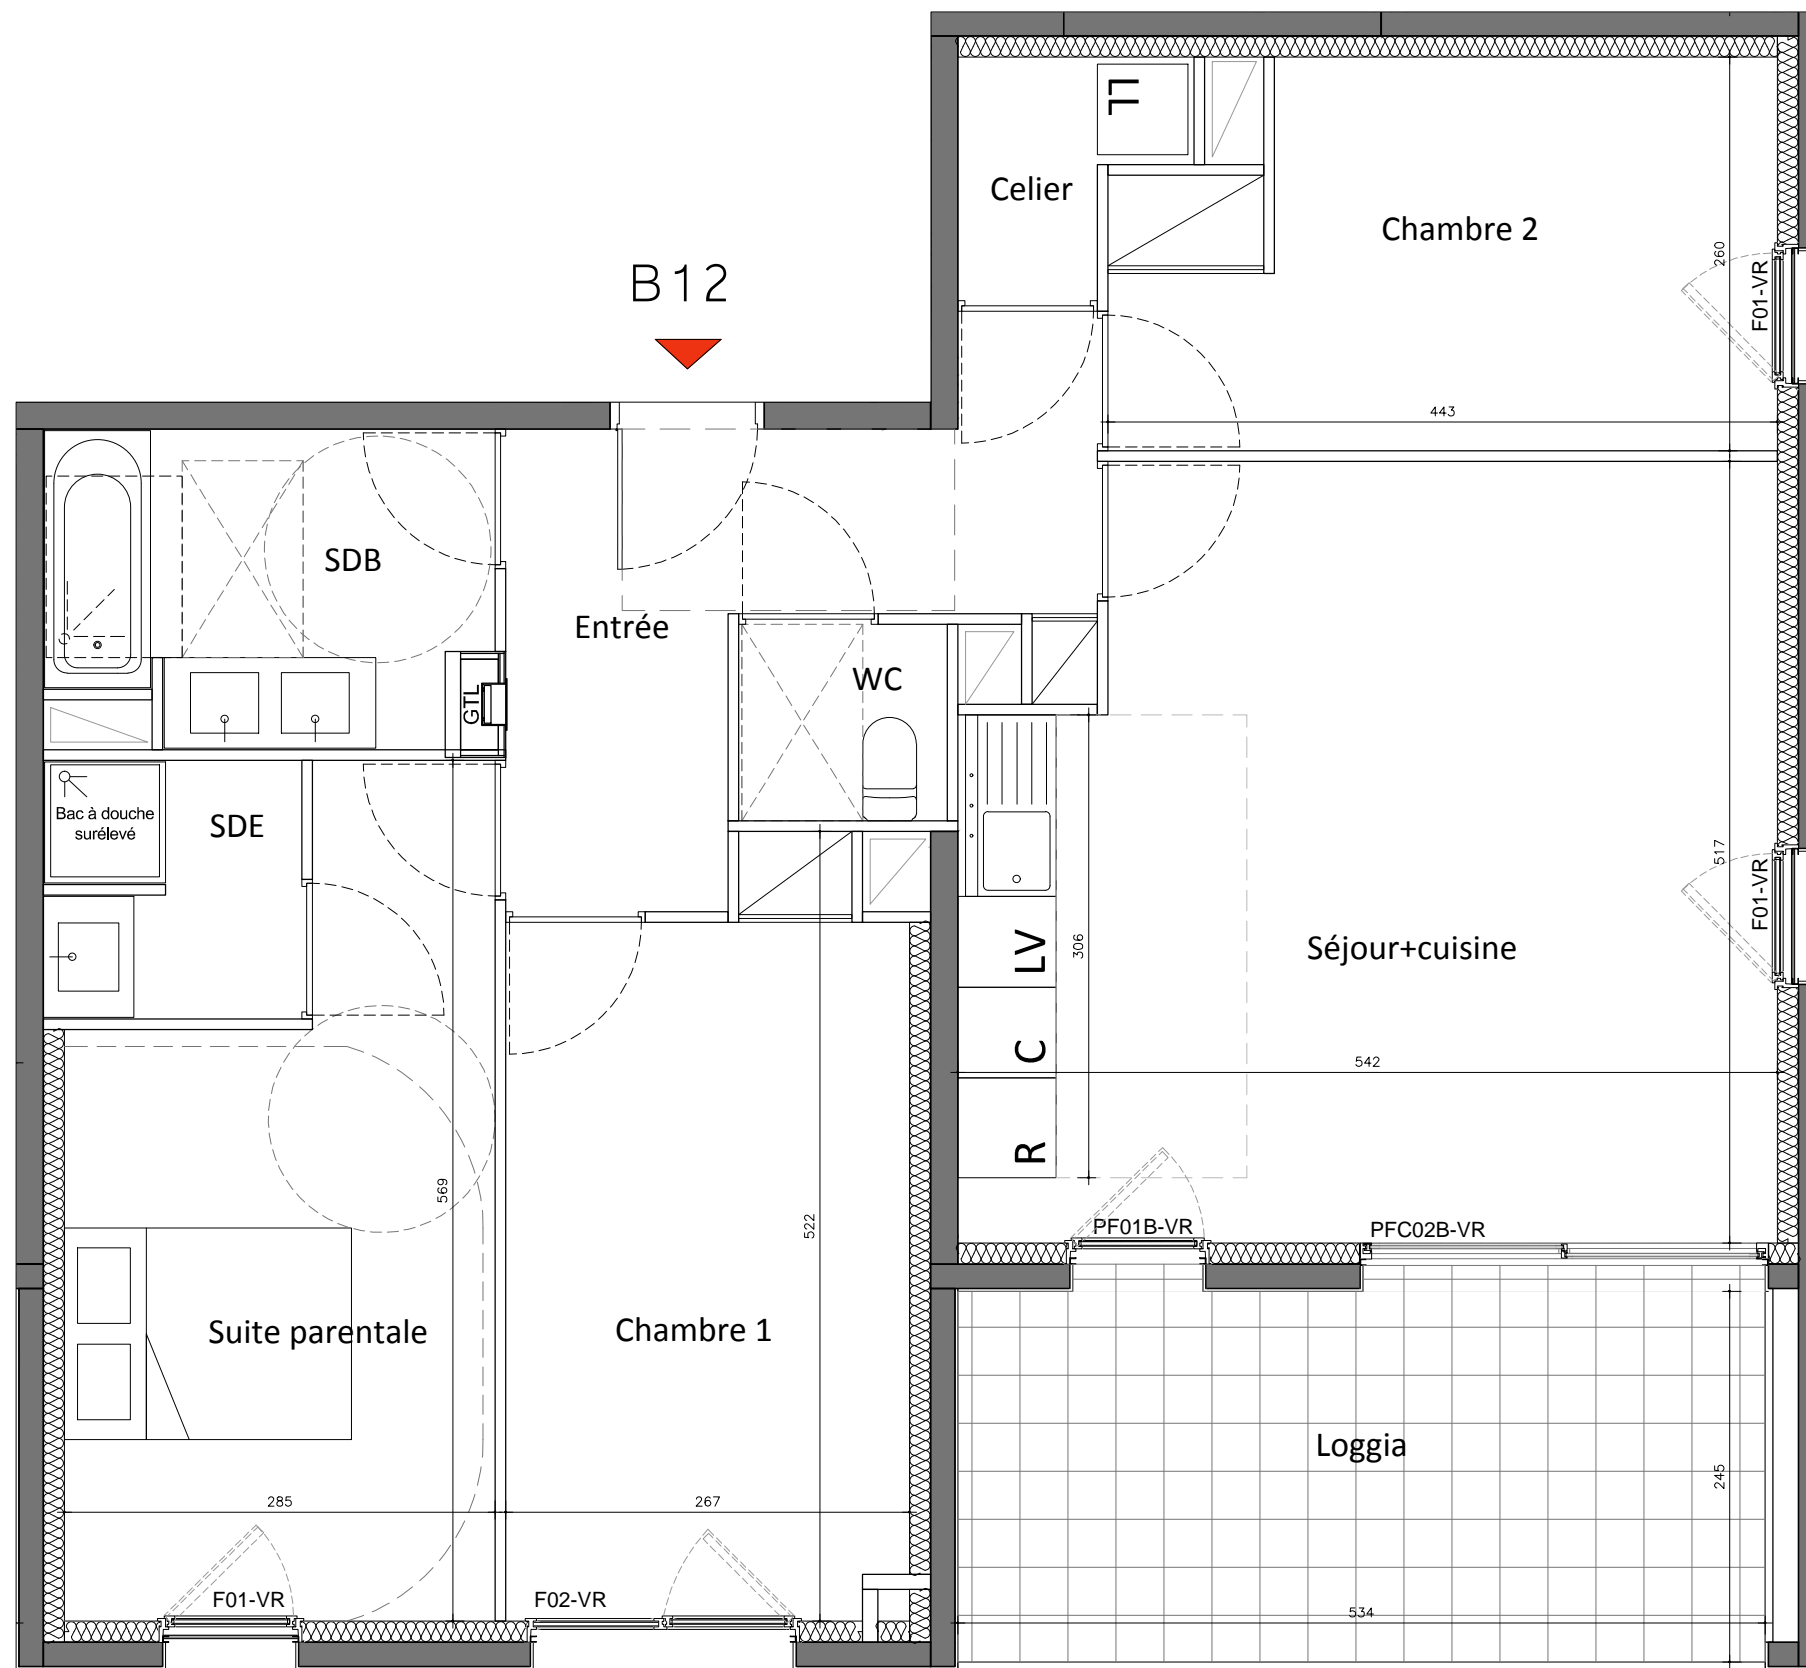 LL
Celier
Chambre 2
260
F01-VR
B12
443
SDB
Entrée
WC
GTL
Bac à douche
surélevé
SDE
517
F01-VR
LV
306
Séjour+cuisine
C
542
R
569
522
PF01B-VR
PFC02B-VR
Suite parentale
Chambre 1
Loggia
245
285
267
F01-VR
F02-VR
534